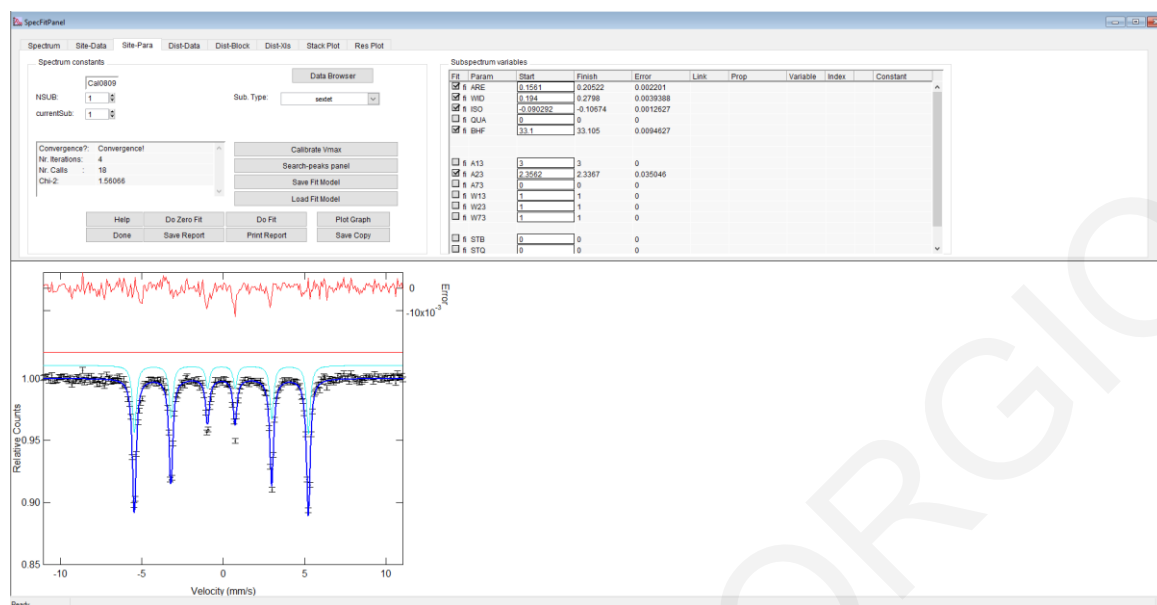 SpecFitPanel
Spectrum Site-Data Site-Para Dist-Data Dist-Block Dist-XIs Stack Plot Res Plot
Spectrum constants
Cal0809
Data Browser
NSUB: 1
Sub. Type: sextet
currentSub: 1
Convergence?: Convergence!
Nr. Iterations: 4
Nr. Calls : 18
Chi-2: 1.56066
Calibrate Vmax
Search-peaks panel
Save Fit Model
Load Fit Model
Help Do Zero Fit Do Fit Plot Graph
Done Save Report Print Report Save Copy
Subspectrum variables
Fit Param Start Finish Error Link Prop Variable Index Constant
fi ARE 0.1561 0.20522 0.002201
fi WID 0.194 0.2798 0.0039388
fi ISO -0.090292 -0.10674 0.0012627
fi QUA 0 0 0
fi BHF 33.1 33.105 0.0094627
fi A13 3 3 0
fi A23 2.3562 2.3367 0.035046
fi A73 0 0 0
fi W13 1 1 0
fi W23 1 1 0
fi W73 1 1 0
fi STB 0 0 0
fi STQ 0 0 0
0
-10x10-3
Error
1.00
0.95
0.90
0.85
Relative Counts
-10 -5 0 5 10
Velocity (mm/s)
Ready
ORGIO